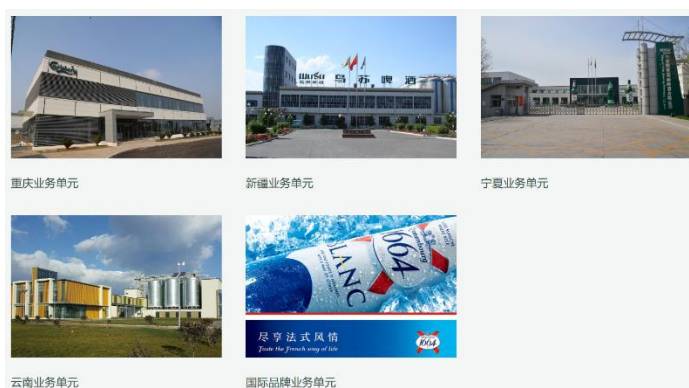 Carlsberg
WUSU 乌苏啤酒
重庆业务单元
新疆业务单元
宁夏业务单元
1664
BLANC
尽享法式风情
Taste the French way of life
1664
云南业务单元
国际品牌业务单元